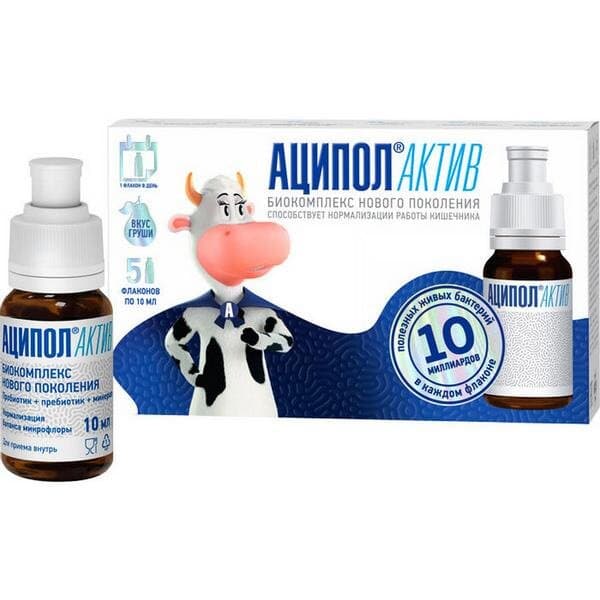 АЦИПОЛ® АКТИВ
БИОКОМПЛЕКС НОВОГО ПОКОЛЕНИЯ
СПОСОБСТВУЕТ НОРМАЛИЗАЦИИ РАБОТЫ КИШЕЧНИКА
1 ФЛАКОН В ДЕНЬ
ВКУС
ГРУШИ
5
ФЛАКОНОВ
ПО 10 МЛ
А
полезных живых бактерий
10
МИЛЛИАРДОВ
в каждом флаконе
АЦИПОЛ® АКТИВ
АЦИПОЛ® АКТИВ
БИОКОМПЛЕКС
НОВОГО ПОКОЛЕНИЯ
Пробиотик + пребиотик +
Нормализация
баланса микрофлоры
10 мл
Для приема внутрь